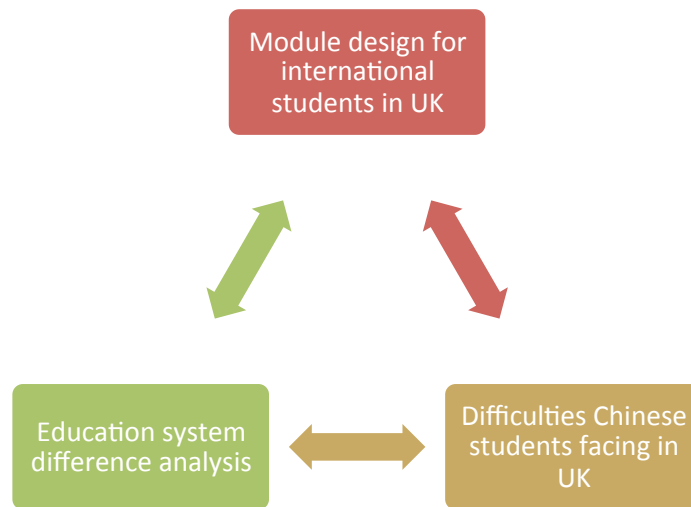 Module design for
international
students in UK
Education system
difference analysis
Difficulties Chinese
students facing in
UK